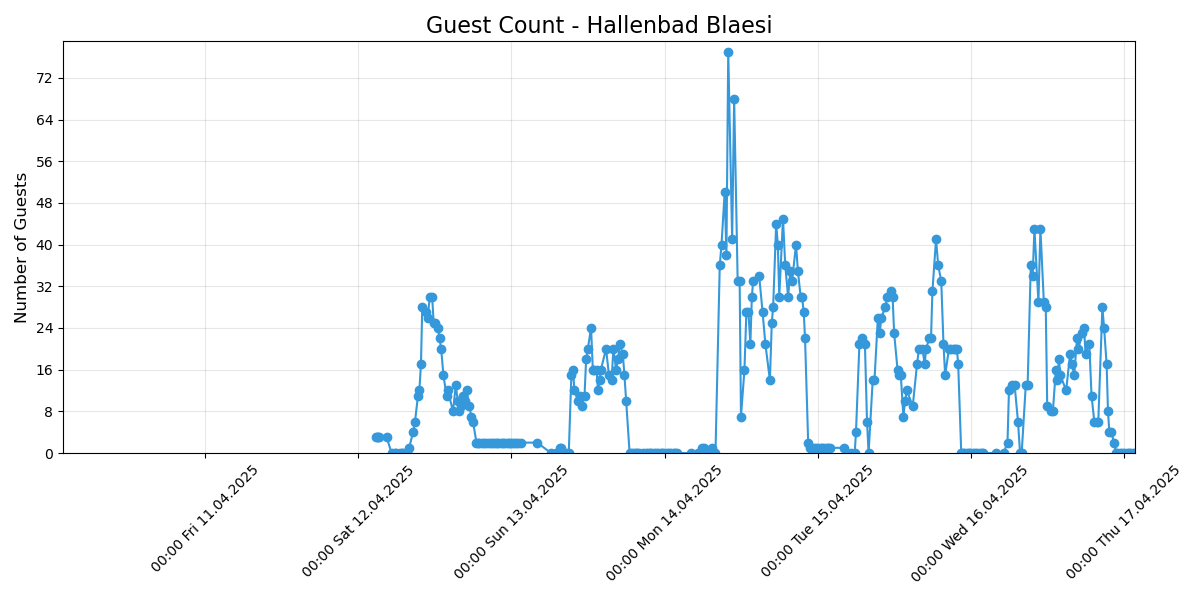 Guest Count - Hallenbad Blaesi
Number of Guests
72
64
56
48
40
32
24
16
8
0
00:00 Fri 11.04.2025
00:00 Sat 12.04.2025
00:00 Sun 13.04.2025
00:00 Mon 14.04.2025
00:00 Tue 15.04.2025
00:00 Wed 16.04.2025
00:00 Thu 17.04.2025